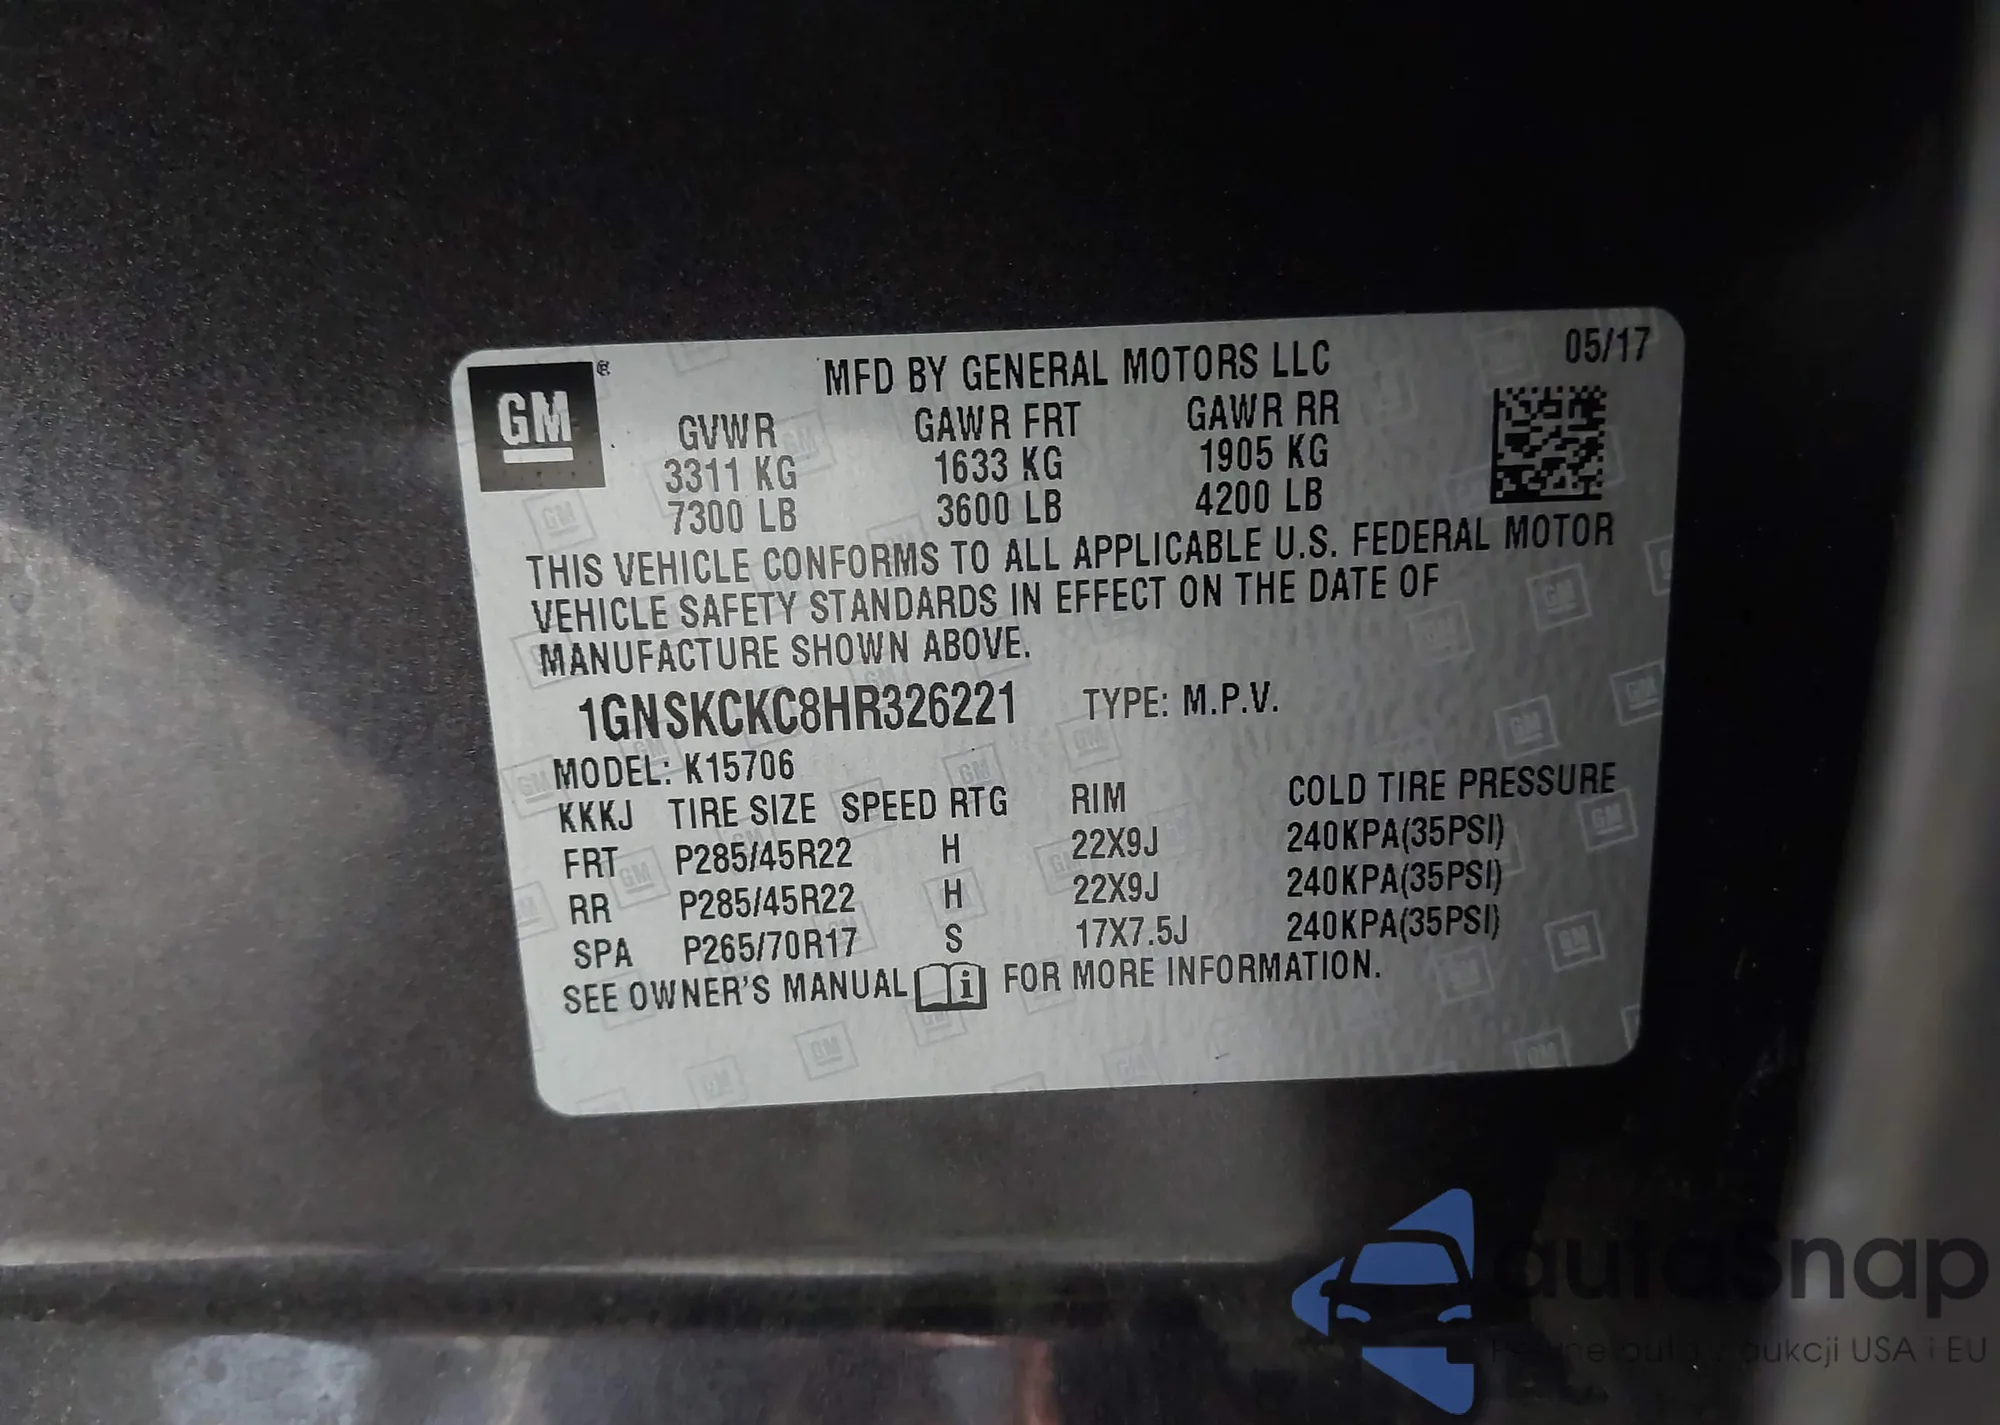 GM®
MFD BY GENERAL MOTORS LLC 05/17
GVWR GAWR FRT GAWR RR
3311 KG 1633 KG 1905 KG
7300 LB 3600 LB 4200 LB
THIS VEHICLE CONFORMS TO ALL APPLICABLE U.S. FEDERAL MOTOR
VEHICLE SAFETY STANDARDS IN EFFECT ON THE DATE OF
MANUFACTURE SHOWN ABOVE.
1GNSKCKC8HR326221 TYPE: M.P.V.
MODEL: K15706
KKKJ TIRE SIZE SPEED RTG RIM COLD TIRE PRESSURE
FRT P285/45R22 H 22X9J 240KPA(35PSI)
RR P285/45R22 H 22X9J 240KPA(35PSI)
SPA P265/70R17 S 17X7.5J 240KPA(35PSI)
SEE OWNER'S MANUAL i FOR MORE INFORMATION.
autaSnap
aukcji USA i EU